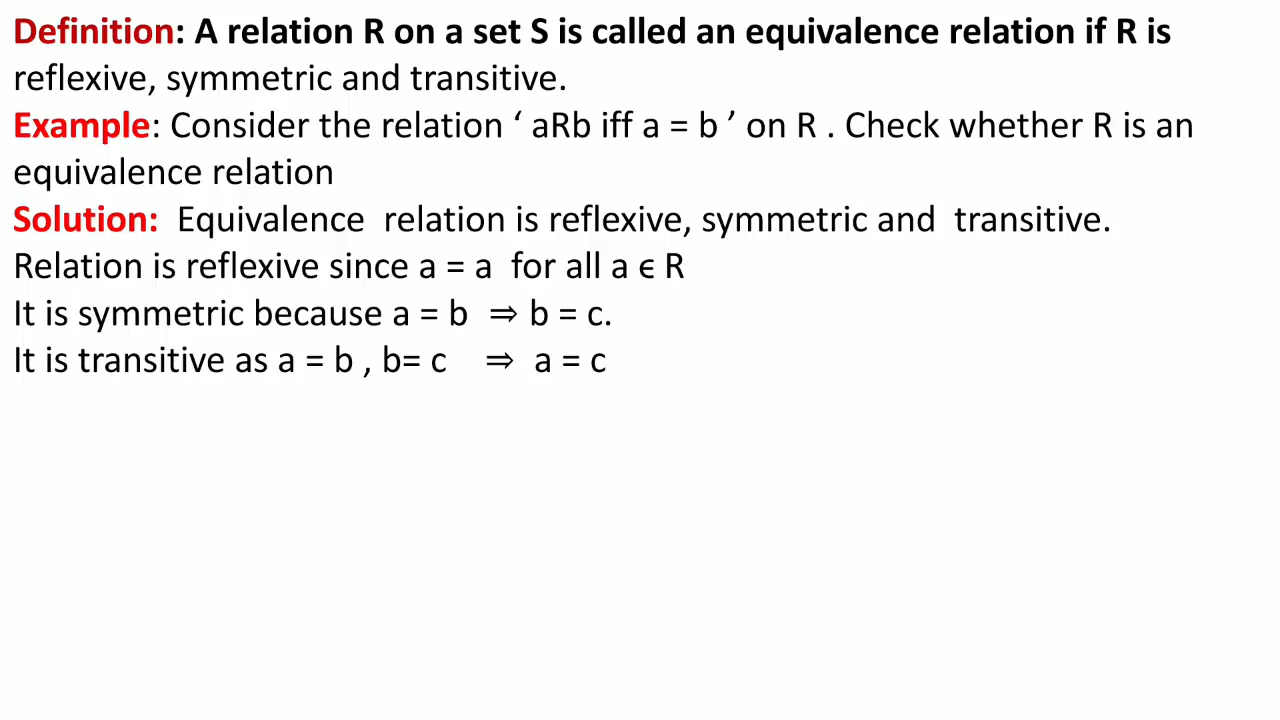 Definition: A relation R on a set S is called an equivalence relation if R is
reflexive, symmetric and transitive.
Example: Consider the relation ‘ aRb iff a = b ’ on R . Check whether R is an
equivalence relation
Solution:  Equivalence  relation is reflexive, symmetric and  transitive.
Relation is reflexive since a = a  for all a ϵ R
It is symmetric because a = b  ⇒ b = c.
It is transitive as a = b , b= c    ⇒  a = c